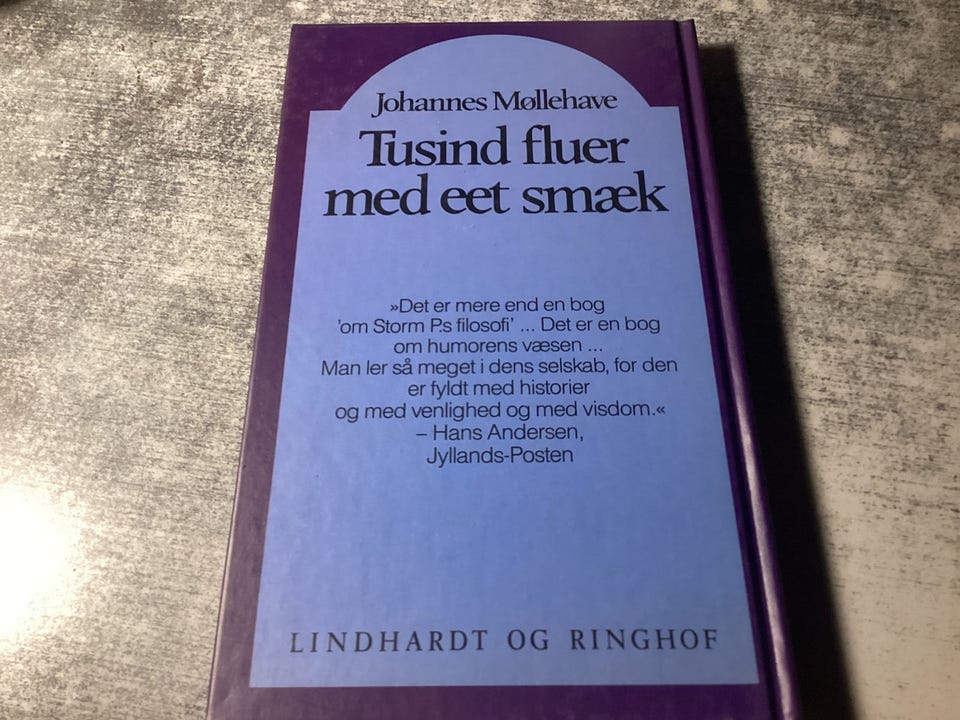 Johannes Møllehave
Tusind fluer
med eet smæk
»Det er mere end en bog
'om Storm P.s filosofi' ... Det er en bog
om humorens væsen ...
Man ler så meget i dens selskab, for den
er fyldt med historier
og med venlighed og med visdom.«
– Hans Andersen,
Jyllands-Posten
LINDHARDT OG RINGHOF